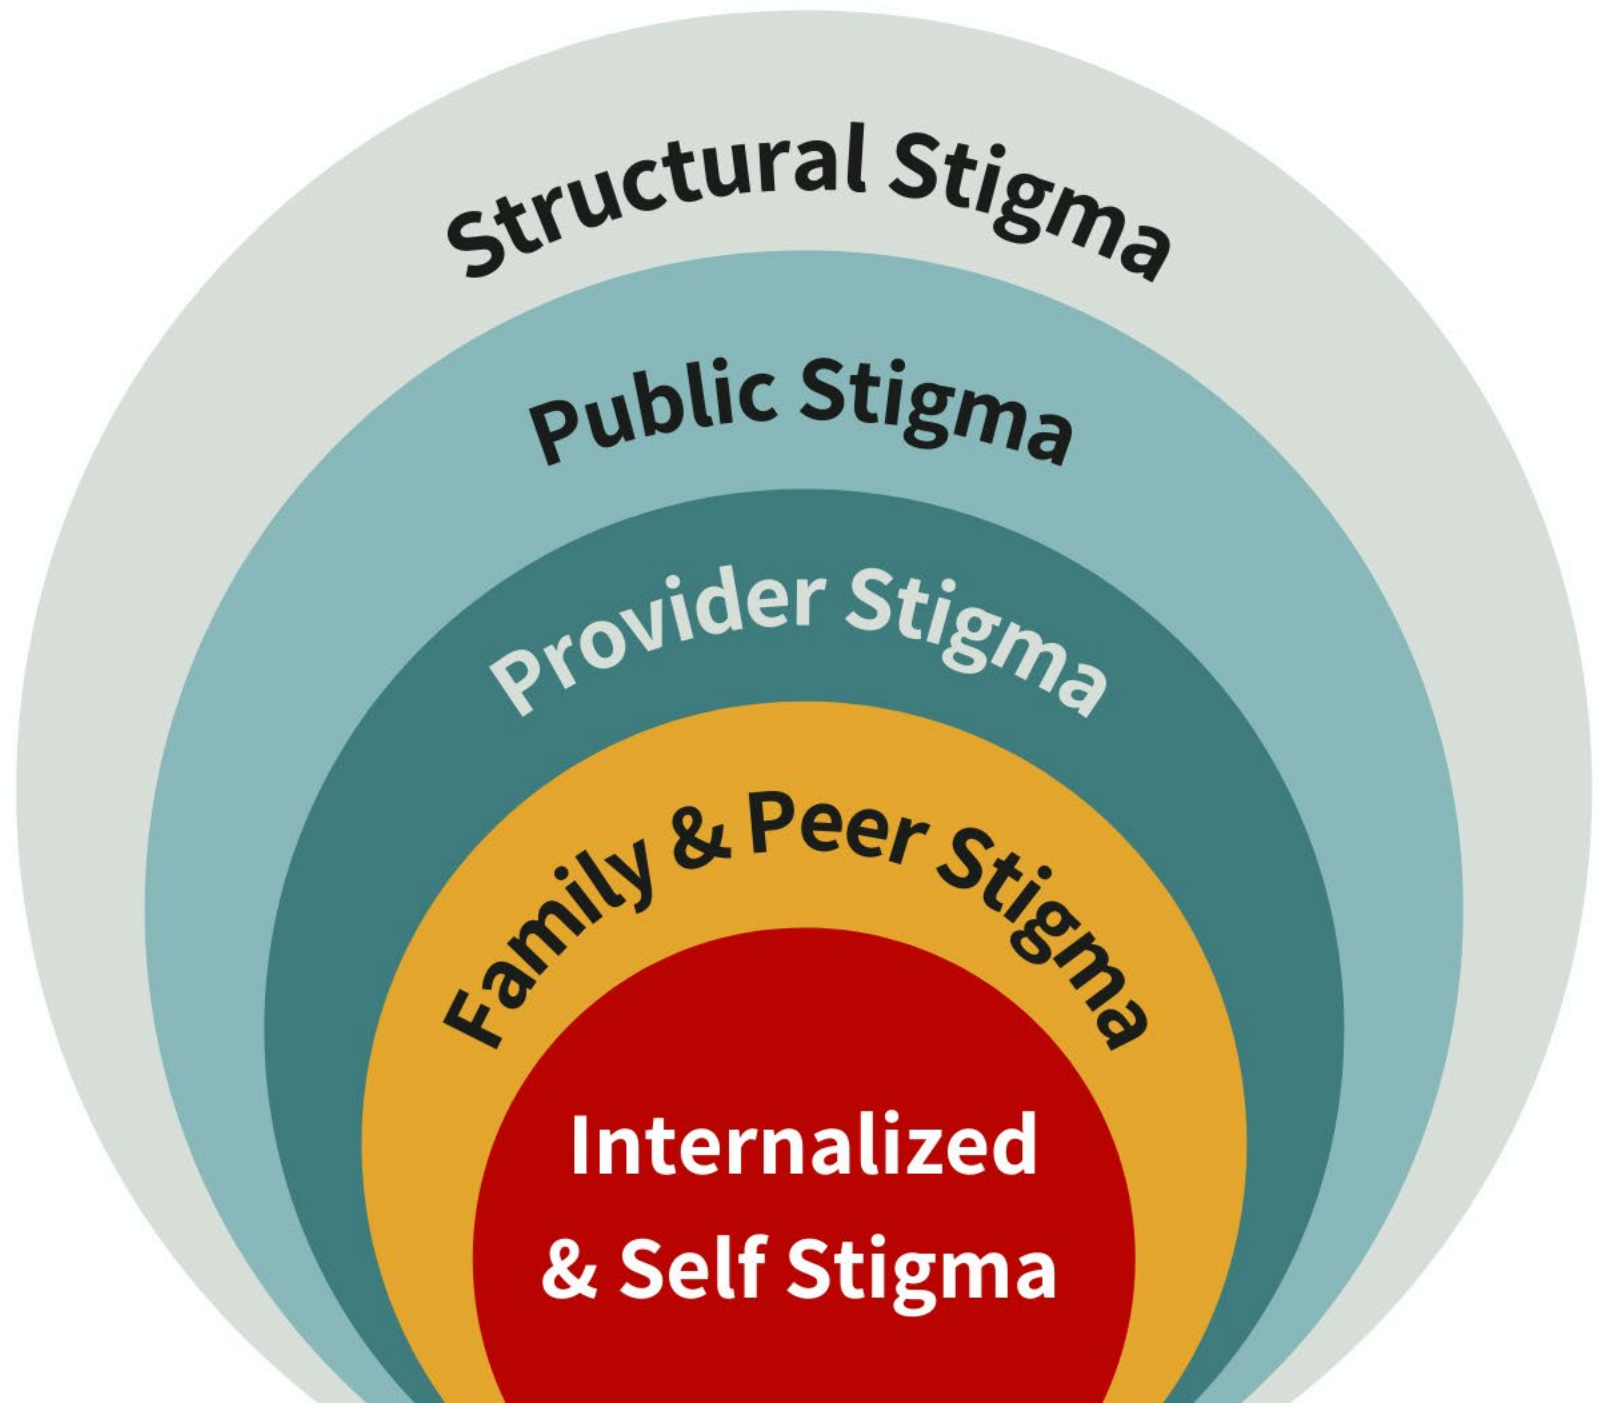 Structural Stigma
Public Stigma
Provider Stigma
Family & Peer Stigma
Internalized
& Self Stigma